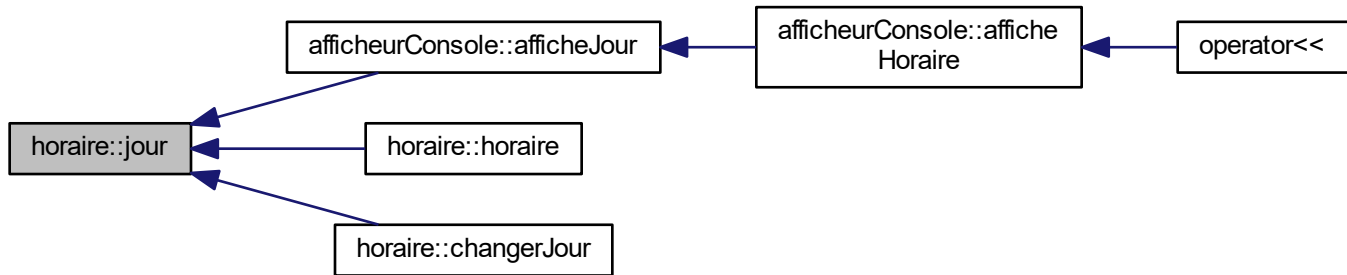 afficheurConsole::afficheJour
afficheurConsole::affiche
Horaire
operator<<
horaire::jour
horaire::horaire
horaire::changerJour